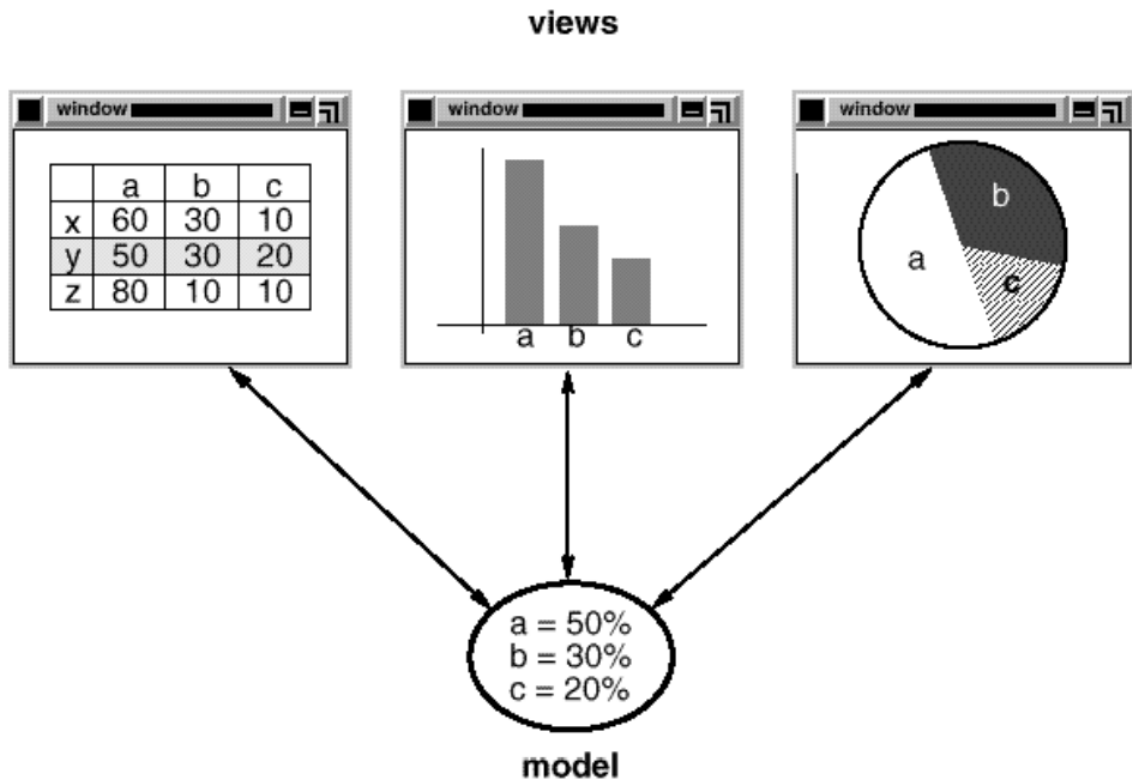 views
window
a b c
x 60 30 10
y 50 30 20
z 80 10 10
window
a b c
window
b
a
c
a = 50%
b = 30%
c = 20%
model